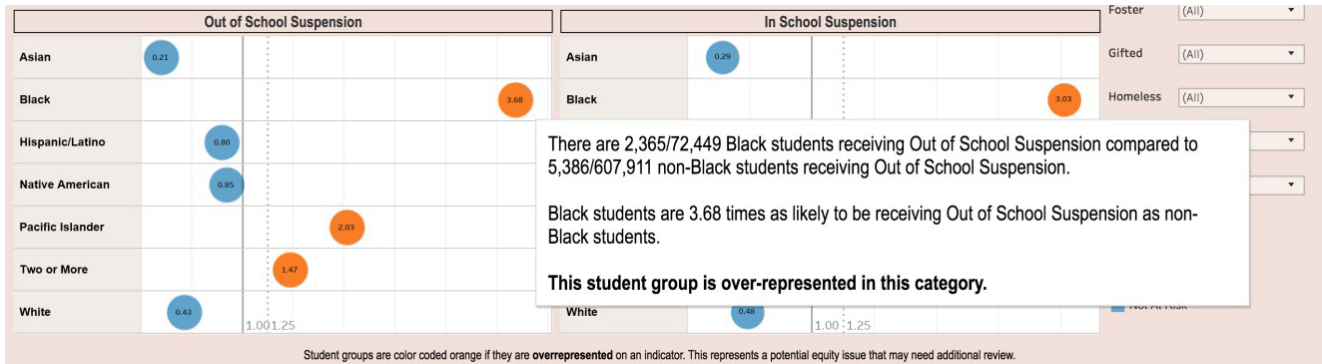 Out of School Suspension
In School Suspension
Foster (All)
Asian 0.21
Asian 0.29
Gifted (All)
Black 3.68
Black 3.03
Homeless (All)
Hispanic/Latino 0.80
Native American 0.85
Pacific Islander 2.03
Two or More 1.47
White 0.43
1.00 1.25
There are 2,365/72,449 Black students receiving Out of School Suspension compared to
5,386/607,911 non-Black students receiving Out of School Suspension.
Black students are 3.68 times as likely to be receiving Out of School Suspension as non-
Black students.
This student group is over-represented in this category.
White 0.48
1.00 1.25
Not At Risk
Student groups are color coded orange if they are overrepresented on an indicator. This represents a potential equity issue that may need additional review.